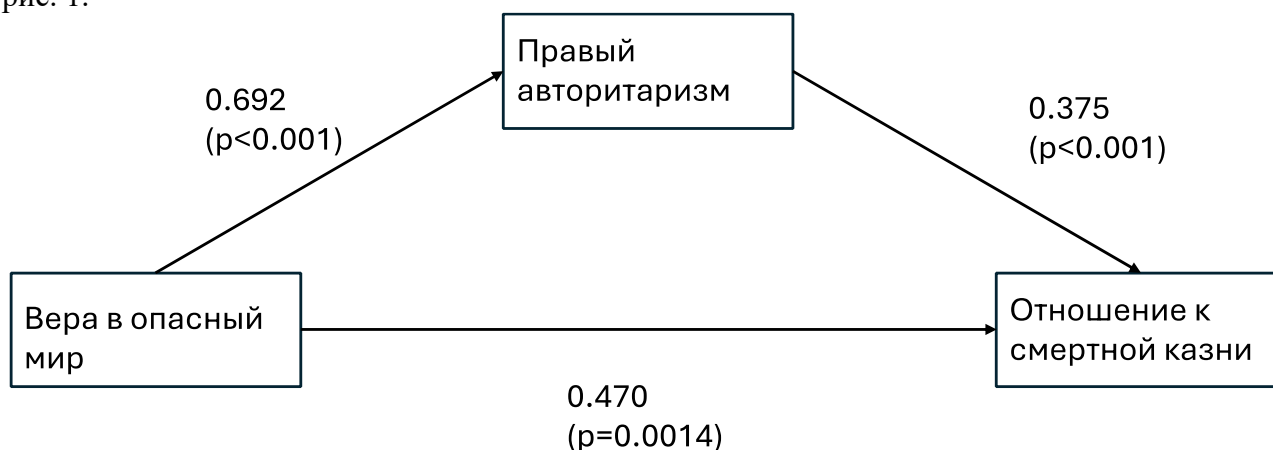 рис. 1.
Правый
авторитаризм
0.692
(p<0.001)
0.375
(p<0.001)
Вера в опасный
мир
Отношение к
смертной казни
0.470
(p=0.0014)